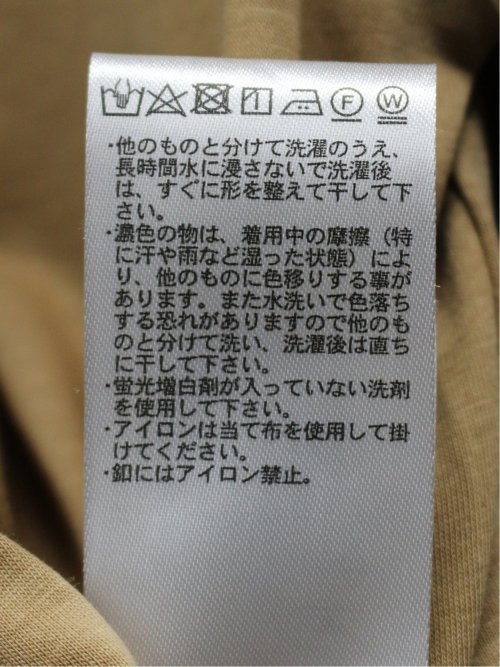 F W
・他のものと分けて洗濯のうえ、
長時間水に浸さないで洗濯後
は、すぐに形を整えて干して下
さい。
・濃色の物は、着用中の摩擦（特
に汗や雨など湿った状態）によ
り、他のものに色移りする事が
あります。また水洗いで色落ち
する恐れがありますので他のも
のと分けて洗い、洗濯後は直ち
に干して下さい。
・蛍光増白剤が入っていない洗剤
を使用して下さい。
・アイロンは当て布を使用して掛
けてください。
・釦にはアイロン禁止。